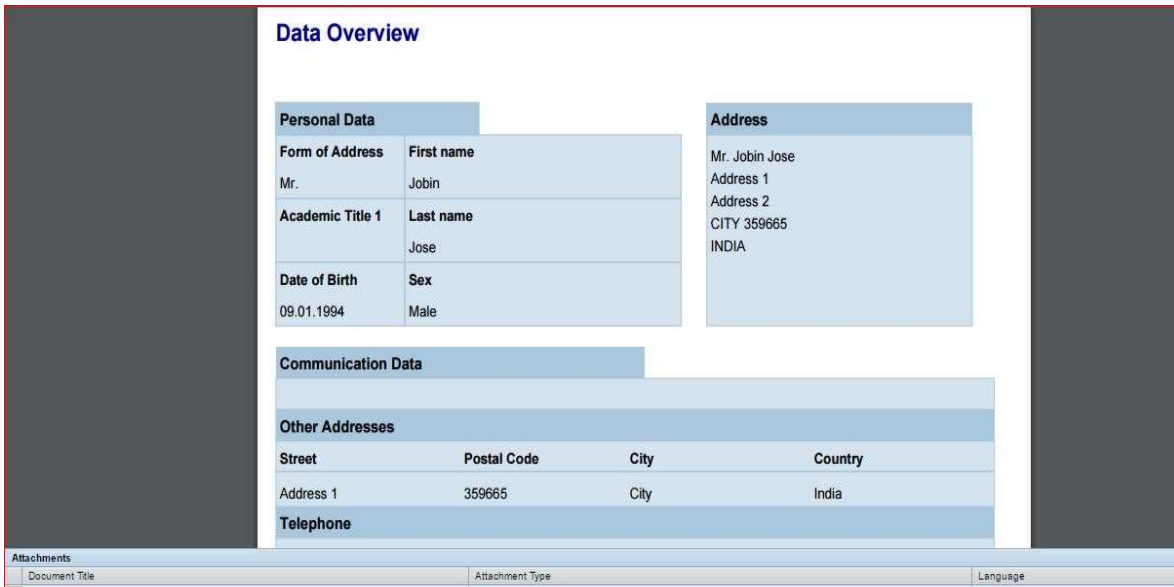 Data Overview
Personal Data
Form of Address First name
Mr. Jobin
Academic Title 1 Last name
Jose
Date of Birth Sex
09.01.1994 Male
Address
Mr. Jobin Jose
Address 1
Address 2
CITY 359665
INDIA
Communication Data
Other Addresses
Street Postal Code City Country
Address 1 359665 City India
Telephone
Attachments
Document Title Attachment Type Language